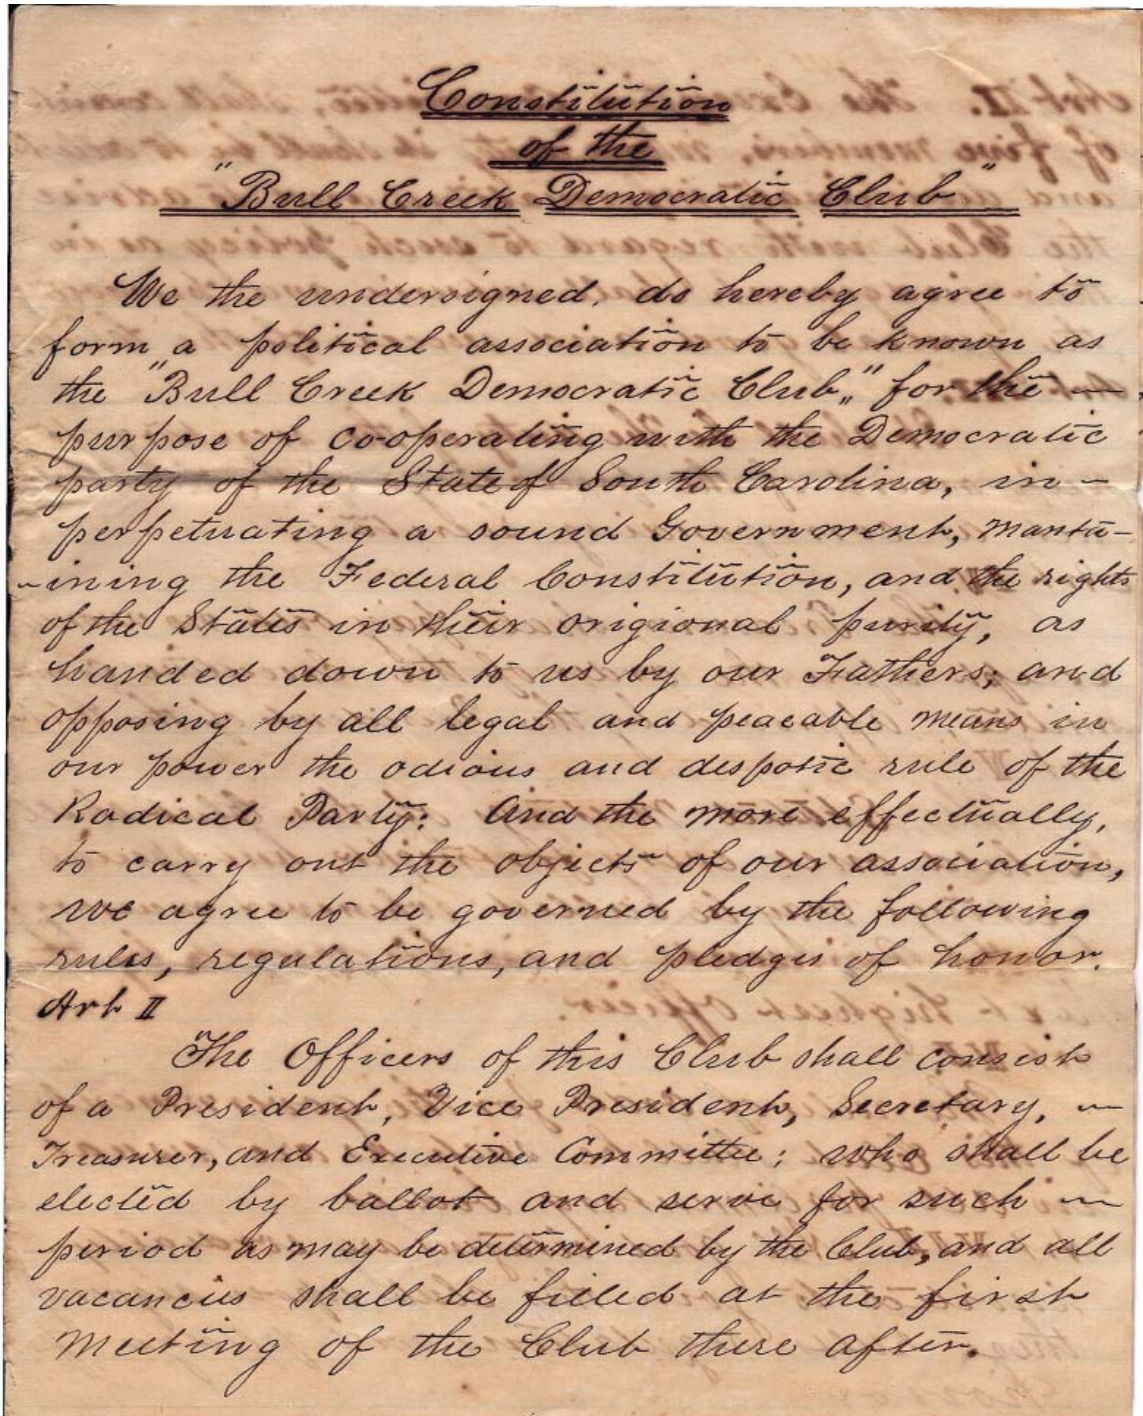 Constitution
of the
"Bull Creek Democratic Club"
We the undersigned, do hereby agree to
form a political association to be known as
the "Bull Creek Democratic Club," for the —
purpose of cooperating with the Democratic
party of the State of South Carolina, in –
perpetuating a sound Government, manta–
–ining the Federal Constitution, and the rights
of the States in their origional purity, as
handed down to us by our Fathers; and
opposing by all legal and peacable means in
our power the odious and despotic rule of the
Radical Party: And the more effectually,
to carry out the objects of our association,
we agree to be governed by the following
rules, regulations, and pledges of honor.
Art II
The Officers of this Club shall consist
of a President, Vice President, Secretary, —
Treasurer, and Executive Committee; who shall be
elected by ballot and serve for such —
period as may be determined by the Club, and all
vacancies shall be filled at the first
meeting of the Club there after.